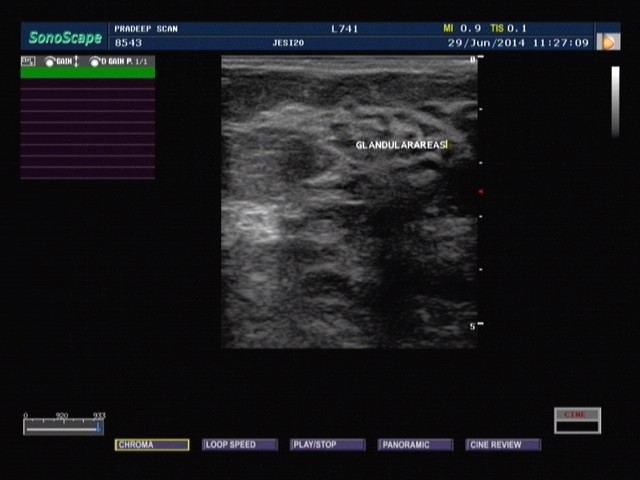 SonoScape
PRADEEP SCAN L741 MI 0.9 TIS 0.1
8543 JESI20 29/Jun/2014 11:27:09
GAIN D GAIN P. 1/1
0
GLANDULARAREAS
5
0 920 933
CINE
CHROMA LOOP SPEED PLAY/STOP PANORAMIC CINE REVIEW